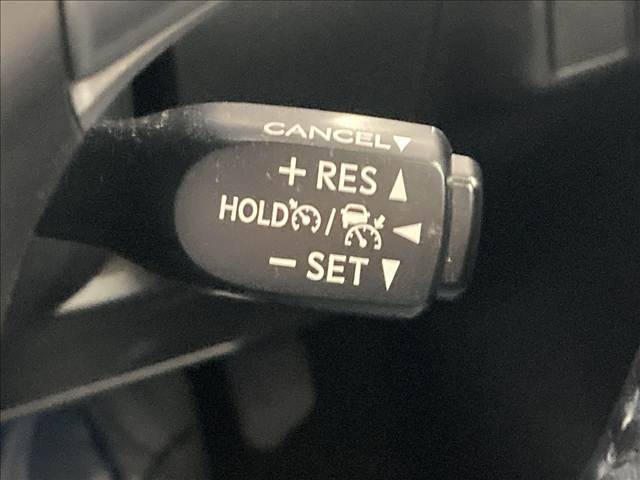 CANCEL▼
+ RES ▲
HOLD / ◀
− SET ▼